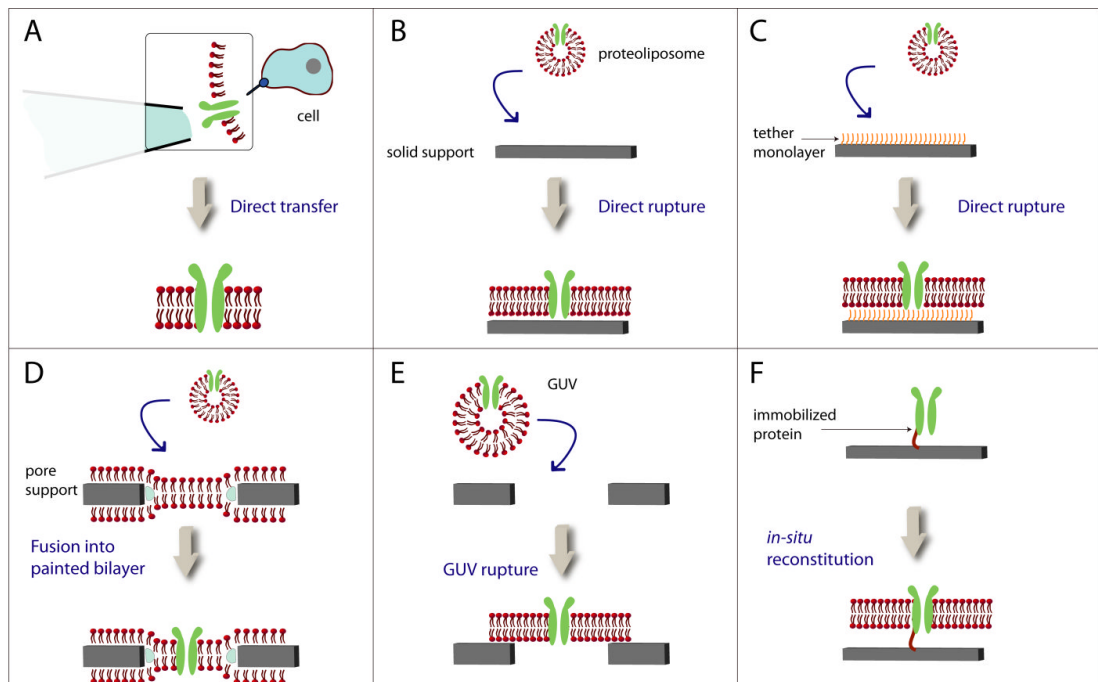 A
cell
Direct transfer
B
proteoliposome
solid support
Direct rupture
C
tether
monolayer
Direct rupture
D
pore
support
Fusion into
painted bilayer
E
GUV
GUV rupture
F
immobilized
protein
in-situ
reconstitution